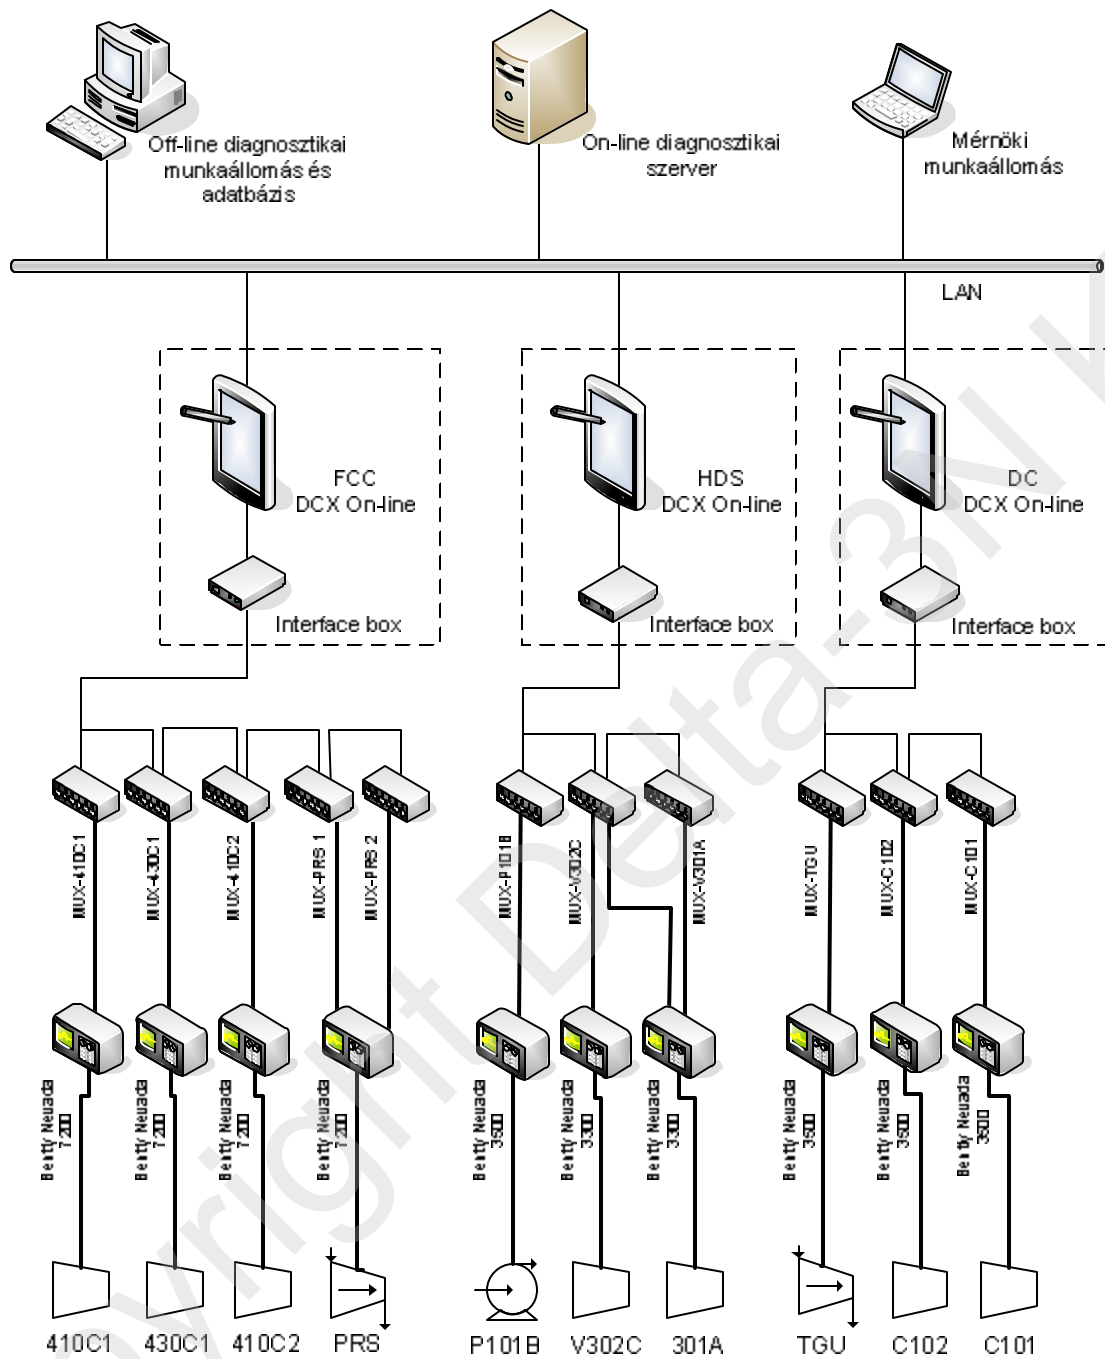 Off-line diagnosztikai
munkaállomás és
adatbázis
On-line diagnosztikai
szerver
Mérnöki
munkaállomás
LAN
FCC
DCX On-line
HDS
DCX On-line
DC
DCX On-line
Interface box
Interface box
Interface box
MUX-410C1
MUX-430C1
MUX-410C2
MUX-PRS 1
MUX-PRS 2
MUX-P101B
MUX-V302C
MUX-V301A
MUX-TGU
MUX-C102
MUX-C101
Bently Nevada
7200
Bently Nevada
7200
Bently Nevada
7200
Bently Nevada
7200
Bently Nevada
3500
Bently Nevada
3300
Bently Nevada
3300
Bently Nevada
3500
Bently Nevada
3500
Bently Nevada
3500
410C1
430C1
410C2
PRS
P101B
V302C
301A
TGU
C102
C101
pyright Delta-3N K